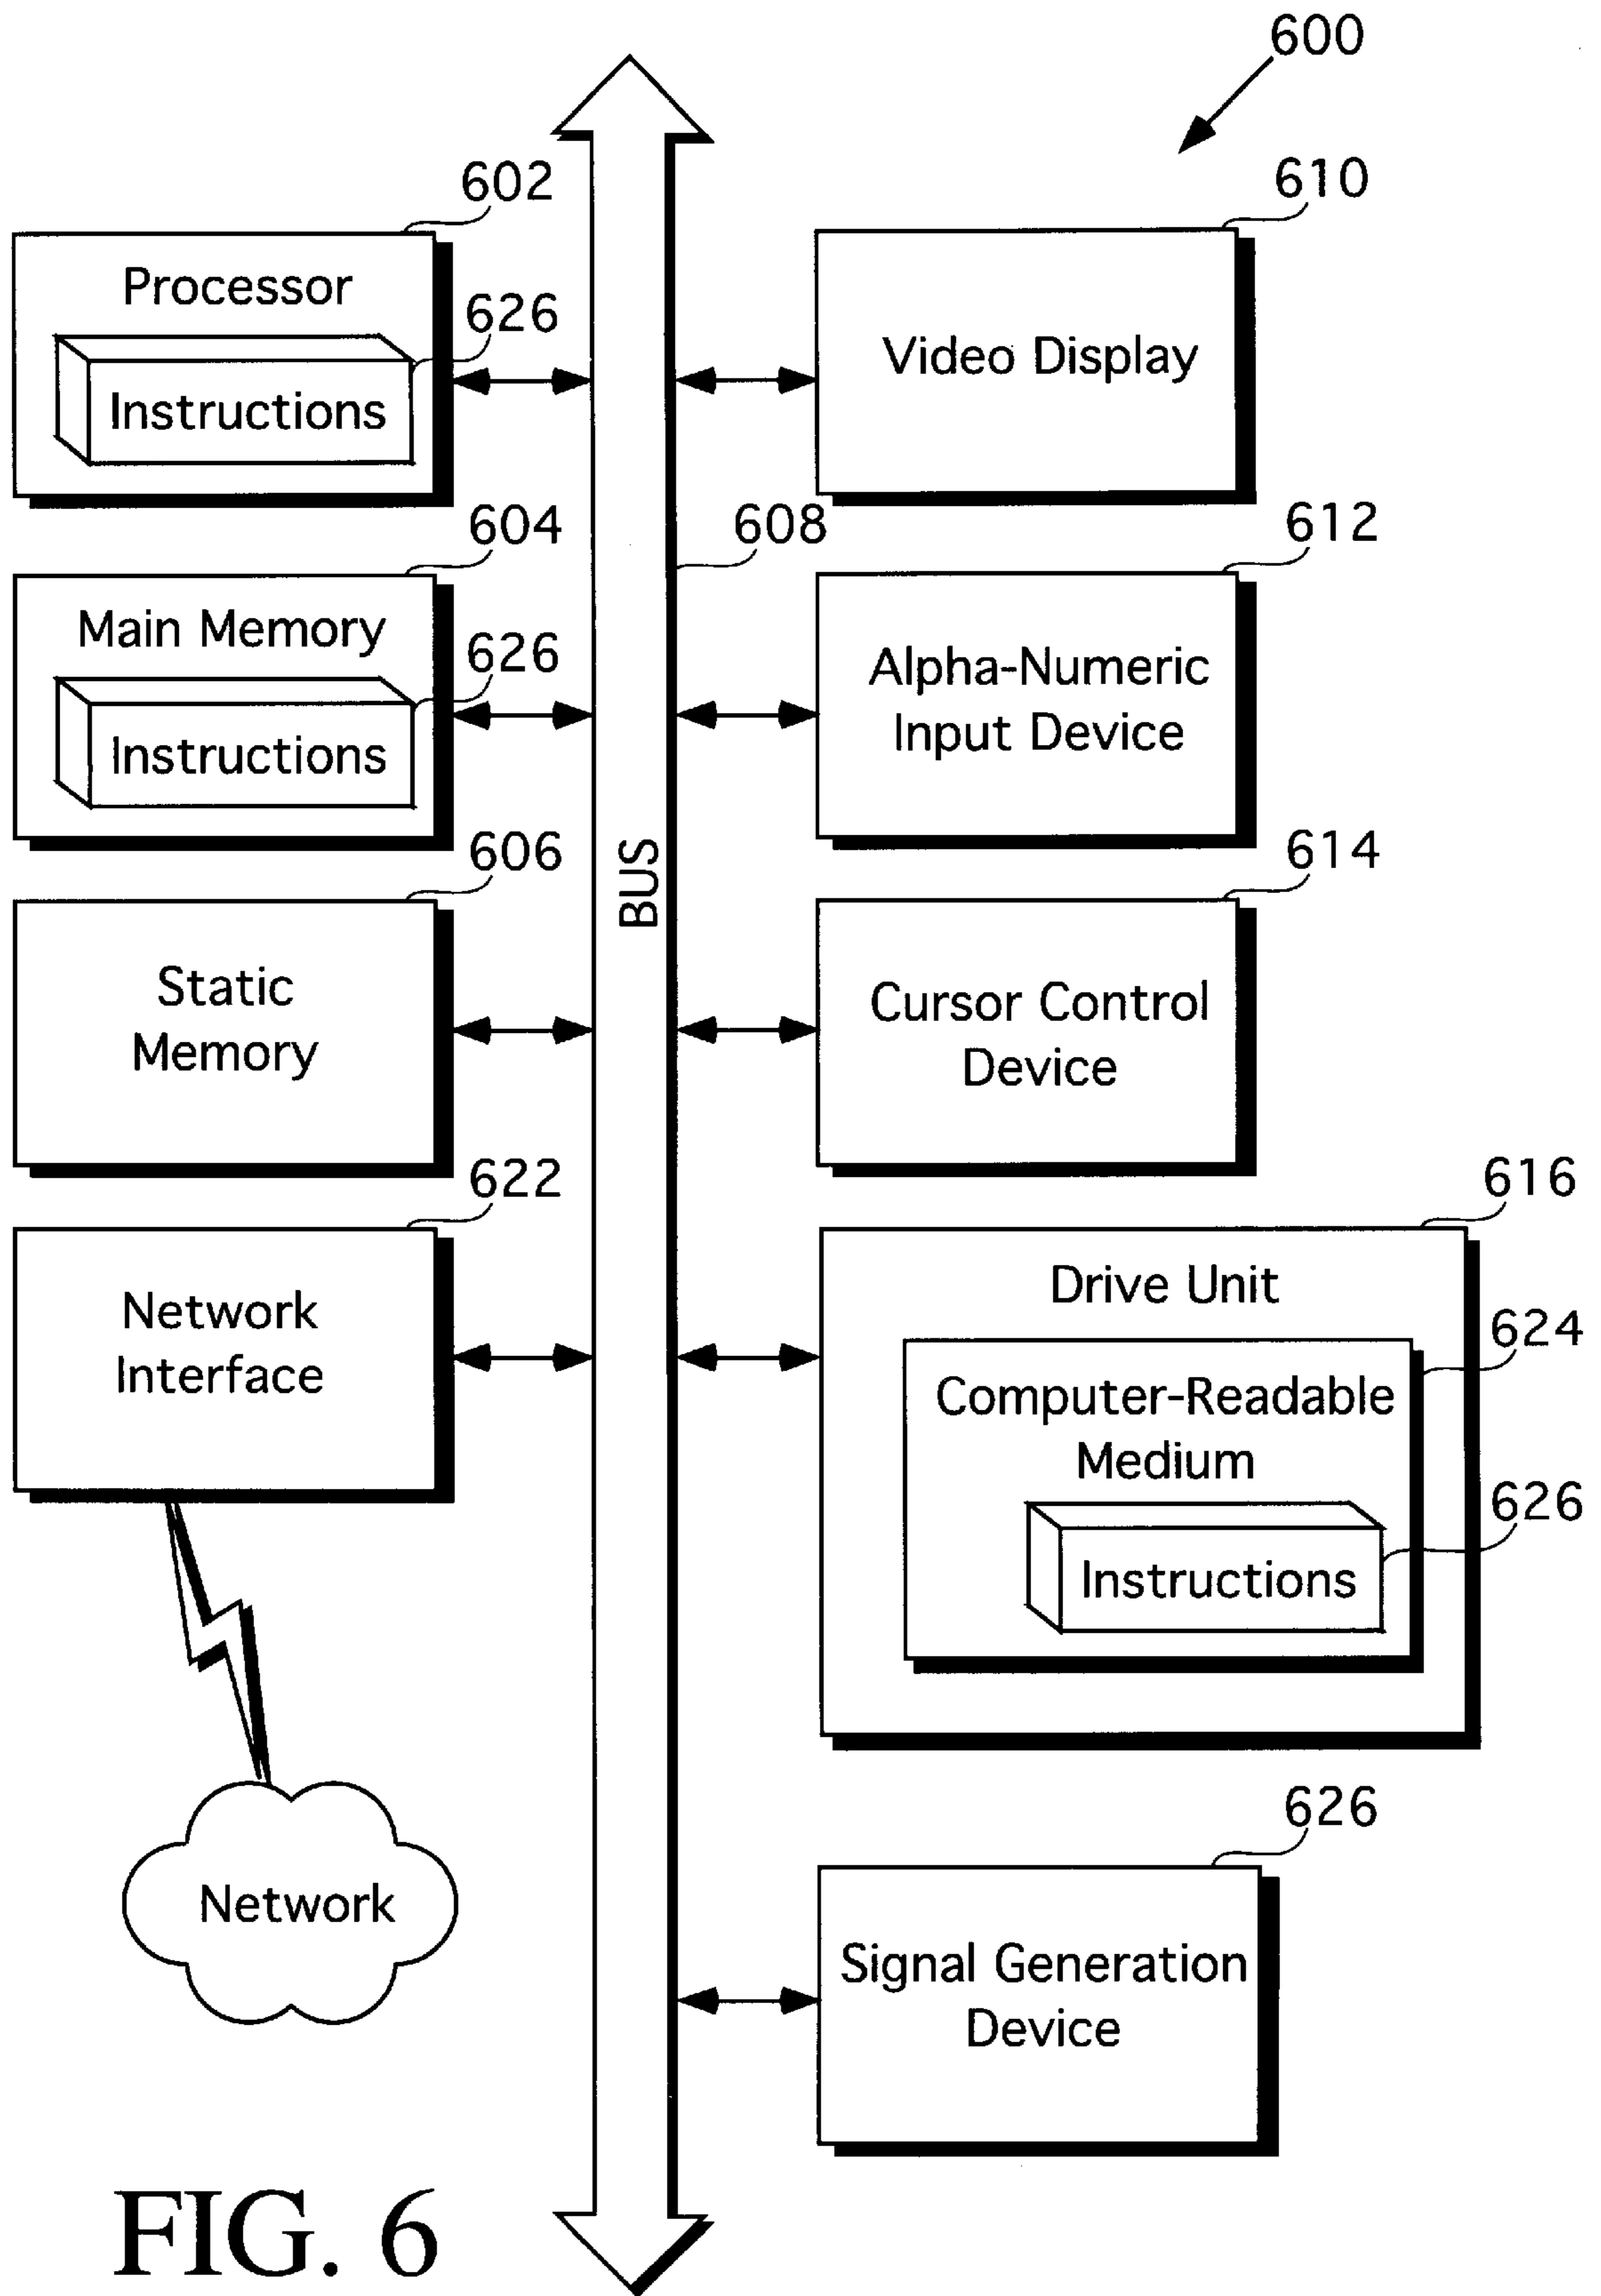 600
602
Processor
626
Instructions
604
Main Memory
626
Instructions
606
Static
Memory
622
Network
Interface
Network
BUS
608
610
Video Display
612
Alpha-Numeric
Input Device
614
Cursor Control
Device
616
Drive Unit
624
Computer-Readable
Medium
626
Instructions
626
Signal Generation
Device
FIG. 6